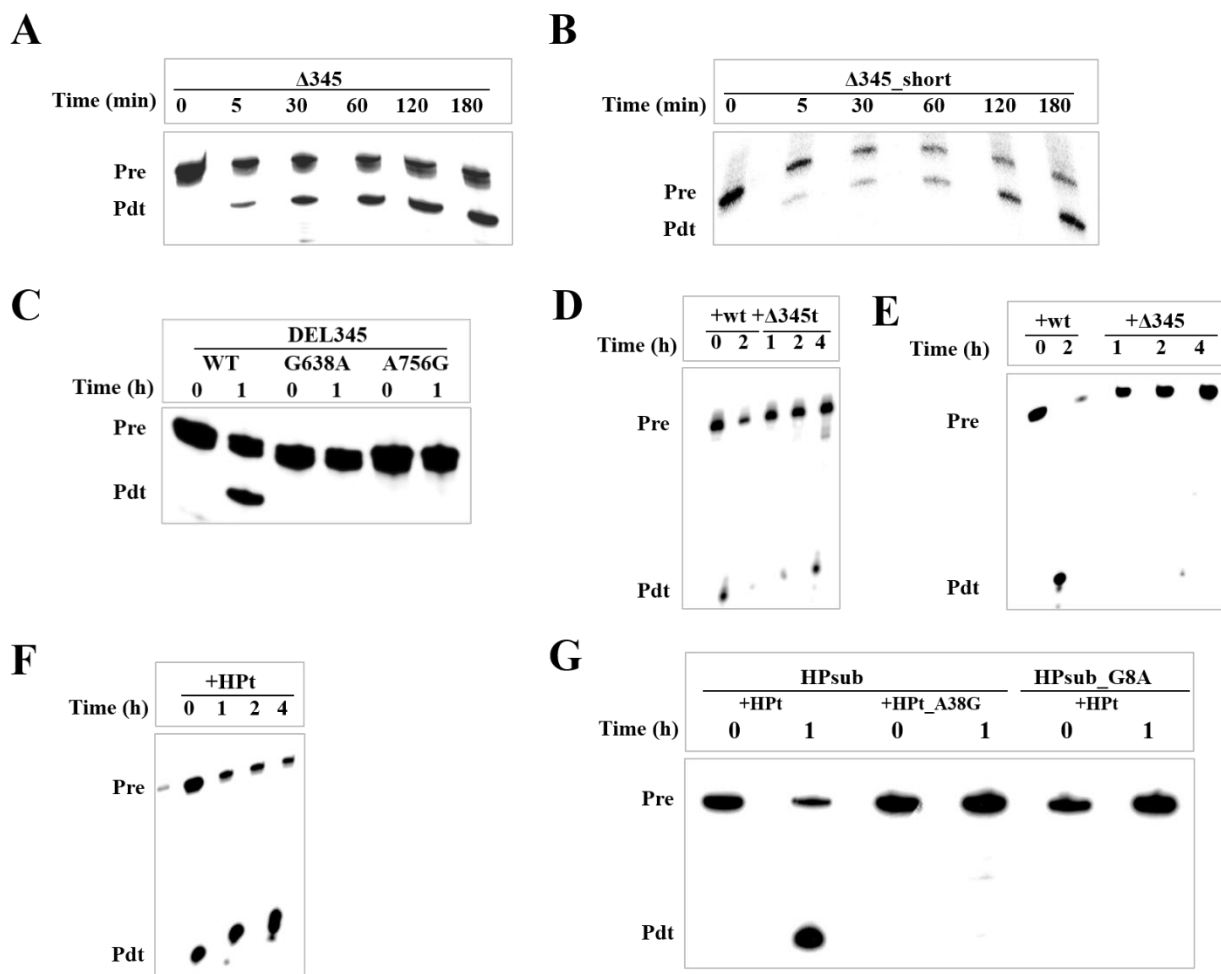 A
Δ345
Time (min) 0 5 30 60 120 180
Pre
Pdt
B
Δ345_short
Time (min) 0 5 30 60 120 180
Pre
Pdt
C
DEL345
WT G638A A756G
Time (h) 0 1 0 1 0 1
Pre
Pdt
D
+wt +Δ345t
Time (h) 0 2 1 2 4
Pre
Pdt
E
+wt +Δ345
Time (h) 0 2 1 2 4
Pre
Pdt
F
+HPt
Time (h) 0 1 2 4
Pre
Pdt
G
HPsub HPsub_G8A
+HPt +HPt_A38G +HPt
Time (h) 0 1 0 1 0 1
Pre
Pdt